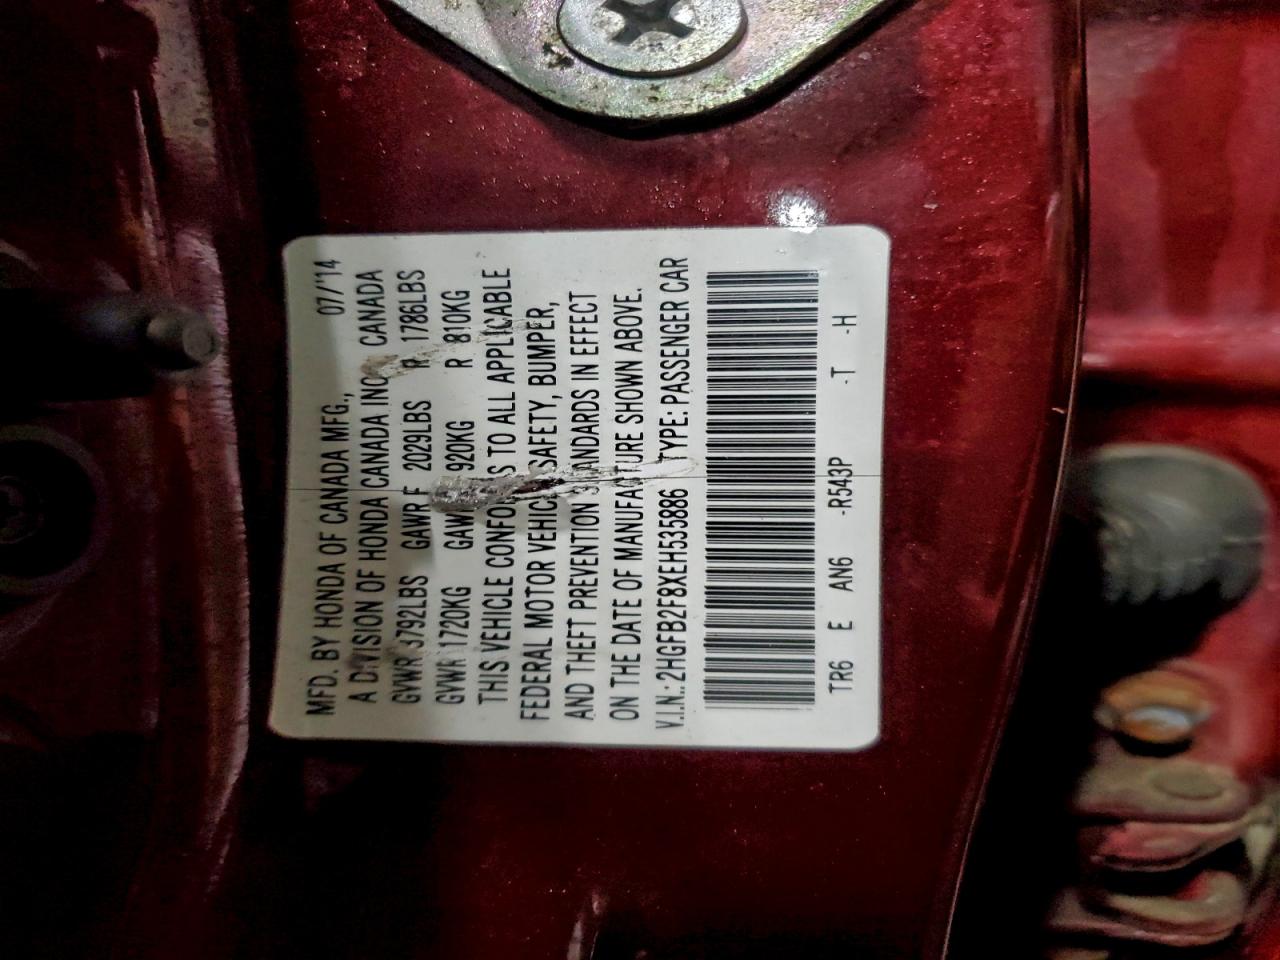 MFD. BY HONDA OF CANADA MFG., 07/'14
A DIVISION OF HONDA CANADA INC. CANADA
GVWR 3792LBS GAWR F 2029LBS R 1786LBS
GVWR 1720KG 920KG R 810KG
THIS VEHICLE TO ALL APPLICABLE
FEDERAL MOTOR VEHICLE SAFETY, BUMPER,
AND THEFT PREVENTION STANDARDS IN EFFECT
ON THE DATE OF MANUFACTURE SHOWN ABOVE.
V.I.N.: 2HGFB2F8XEH535886 TYPE: PASSENGER CAR
TR6 E AN6 -R543P -T -H